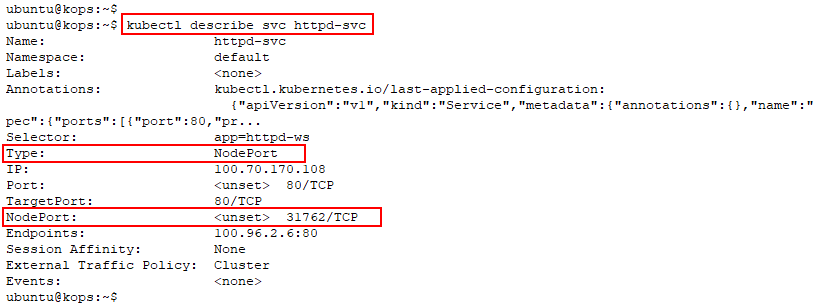 ubuntu@kops:~$
ubuntu@kops:~$ kubectl describe svc httpd-svc
Name:                     httpd-svc
Namespace:                default
Labels:                   <none>
Annotations:              kubectl.kubernetes.io/last-applied-configuration:
                            {"apiVersion":"v1","kind":"Service","metadata":{"annotations":{},"name":"
pec":{"ports":[{"port":80,"pr...
Selector:                 app=httpd-ws
Type:                     NodePort
IP:                       100.70.170.108
Port:                     <unset>  80/TCP
TargetPort:               80/TCP
NodePort:                 <unset>  31762/TCP
Endpoints:                100.96.2.6:80
Session Affinity:         None
External Traffic Policy:  Cluster
Events:                   <none>
ubuntu@kops:~$